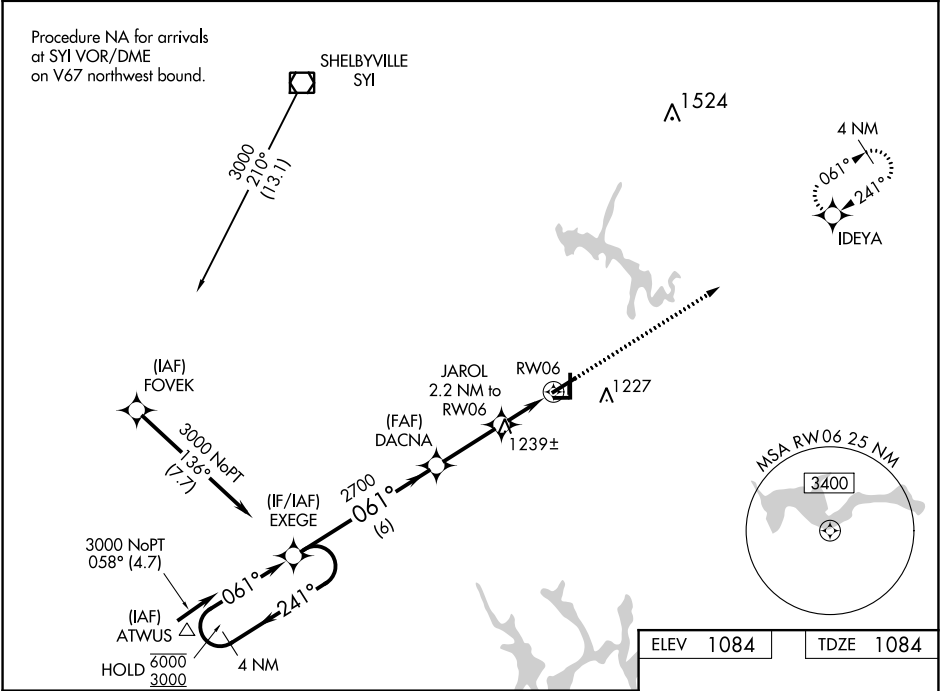 Procedure NA for arrivals
at SYI VOR/DME
on V67 northwest bound.
SHELBYVILLE
SYI
3000
210°
(13.1)
1524
4 NM
061°
241°
IDEYA
(IAF)
FOVEK
3000 NoPT
136°
(7.7)
JAROL
2.2 NM to
RW06
RW06
1227
1239±
(FAF)
DACNA
2700
061°
(6)
(IF/IAF)
EXEGE
3000 NoPT
058° (4.7)
061°
241°
(IAF)
ATWUS
HOLD 6000
3000
4 NM
MSA RW06 25 NM
3400
ELEV 1084
TDZE 1084